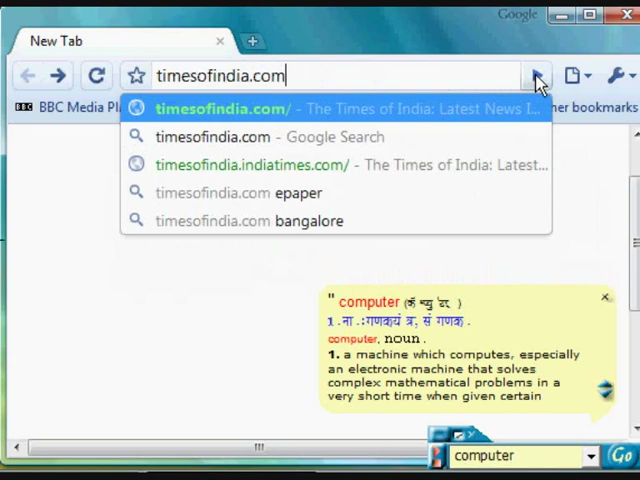 Google
New Tab
timesofindia.com
BBC BBC Media Pl
her bookmarks
timesofindia.com/ - The Times of India: Latest News I...
timesofindia.com - Google Search
timesofindia.indiatimes.com/ - The Times of India: Latest...
timesofindia.com epaper
timesofindia.com bangalore
" computer
1. ना.
computer, noun.
1. a machine which computes, especially
an electronic machine that solves
complex mathematical problems in a
very short time when given certain
computer
Go